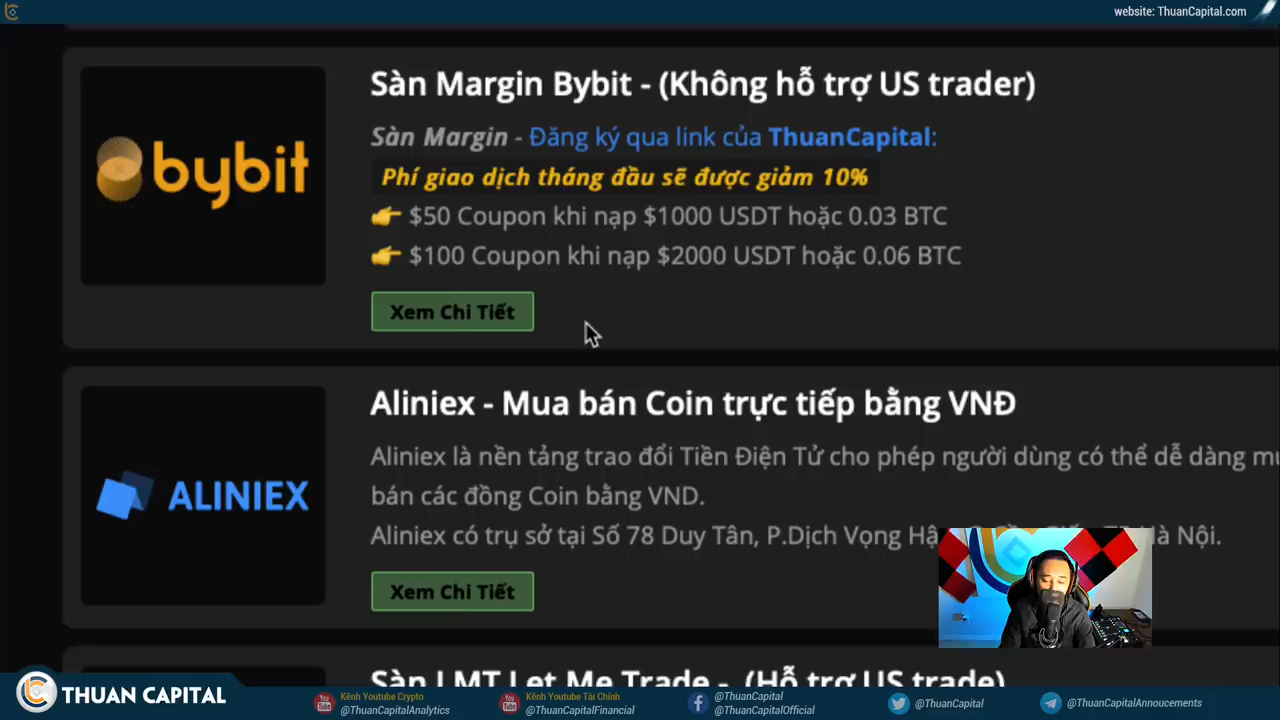 website: ThuanCapital.com
Sàn Margin Bybit - (Không hỗ trợ US trader)
bybit
Sàn Margin - Đăng ký qua link của ThuanCapital:
Phí giao dịch tháng đầu sẽ được giảm 10%
👉 $50 Coupon khi nạp $1000 USDT hoặc 0.03 BTC
👉 $100 Coupon khi nạp $2000 USDT hoặc 0.06 BTC
Xem Chi Tiết
Aliniex - Mua bán Coin trực tiếp bằng VNĐ
ALINIEX
Aliniex là nền tảng trao đổi Tiền Điện Tử cho phép người dùng có thể dễ dàng
bán các đồng Coin bằng VND.
Aliniex có trụ sở tại Số 78 Duy Tân, P.Dịch Vọng Nội.
Xem Chi Tiết
Sàn LMT Let Me Trade - (Hỗ trợ US trade)
THUAN CAPITAL
Kênh Youtube Crypto
@ThuanCapitalAnalytics
Kênh Youtube Tài Chính
@ThuanCapitalFinancial
@ThuanCapital
@ThuanCapitalOfficial
@ThuanCapital
@ThuanCapitalAnnoucements